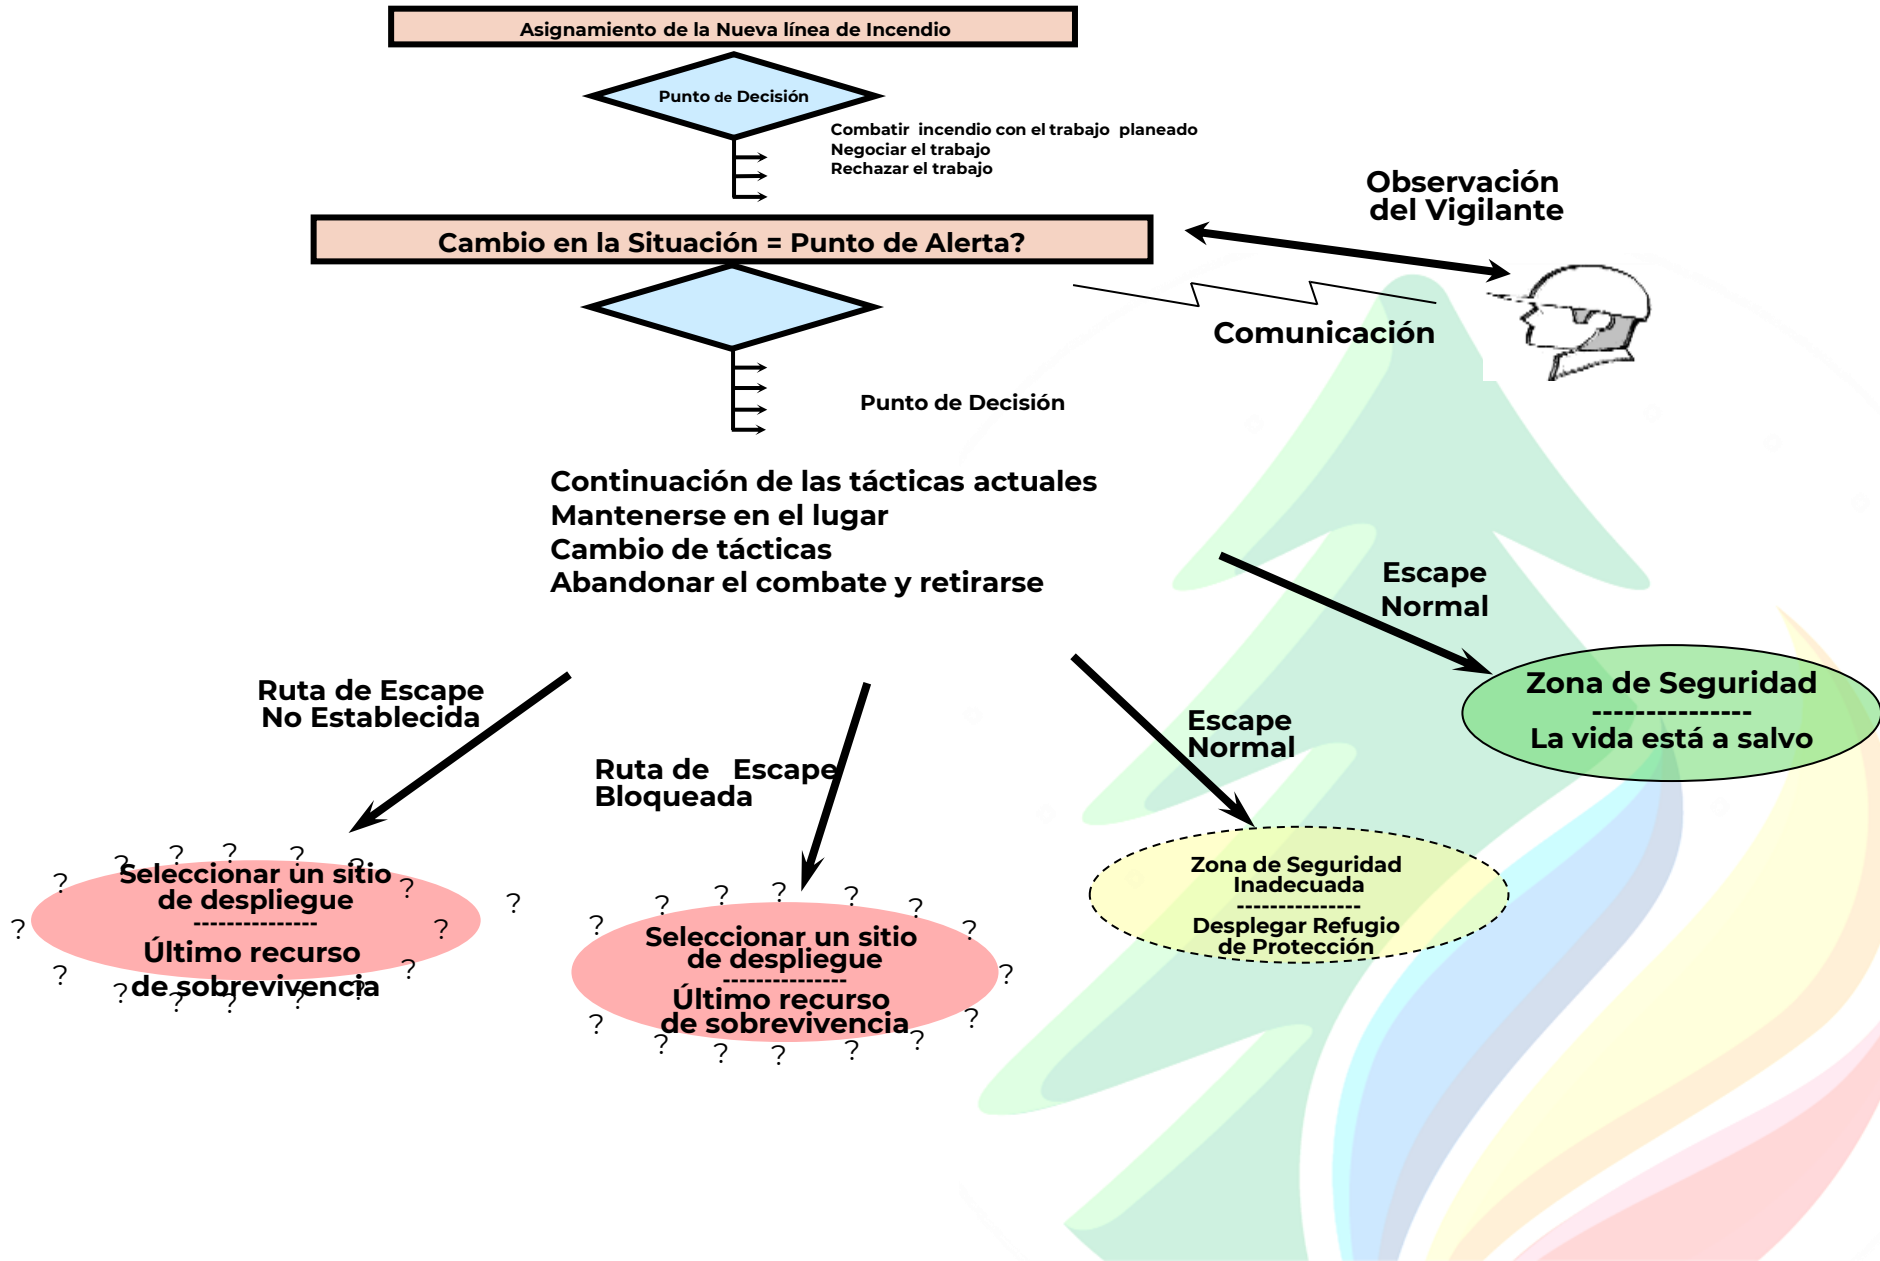 Asignamiento de la Nueva línea de Incendio
Punto de Decisión
Combatir incendio con el trabajo planeado
Negociar el trabajo
Rechazar el trabajo
Observación
del Vigilante
Cambio en la Situación = Punto de Alerta?
Comunicación
Punto de Decisión
Continuación de las tácticas actuales
Mantenerse en el lugar
Cambio de tácticas
Abandonar el combate y retirarse
Escape
Normal
Zona de Seguridad
---------------
La vida está a salvo
Ruta de Escape
No Establecida
Escape
Normal
Ruta de Escape
Bloqueada
Zona de Seguridad
Inadecuada
---------------
Desplegar Refugio
de Protección
? ? ? ? ? ? ? ? ? ? ? ? ? ? ? ? ? ?
Seleccionar un sitio
de despliegue
---------------
Último recurso
de sobrevivencia
? ? ? ? ? ? ? ? ? ? ? ? ? ? ? ?
Seleccionar un sitio
de despliegue
---------------
Último recurso
de sobrevivencia